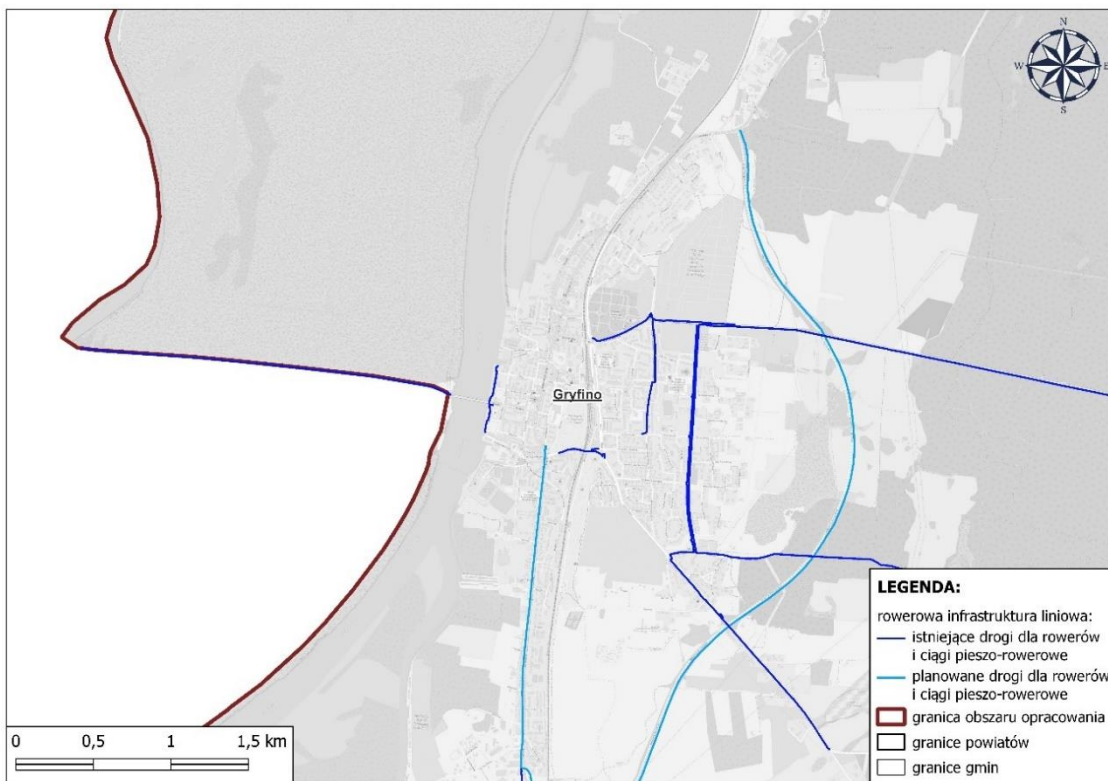 N
W
E
S
Gryfino
LEGENDA:
rowerowa infrastruktura liniowa:
istniejące drogi dla rowerów
i ciągi pieszo-rowerowe
planowane drogi dla rowerów
i ciągi pieszo-rowerowe
granica obszaru opracowania
granice powiatów
granice gmin
0 0,5 1 1,5 km